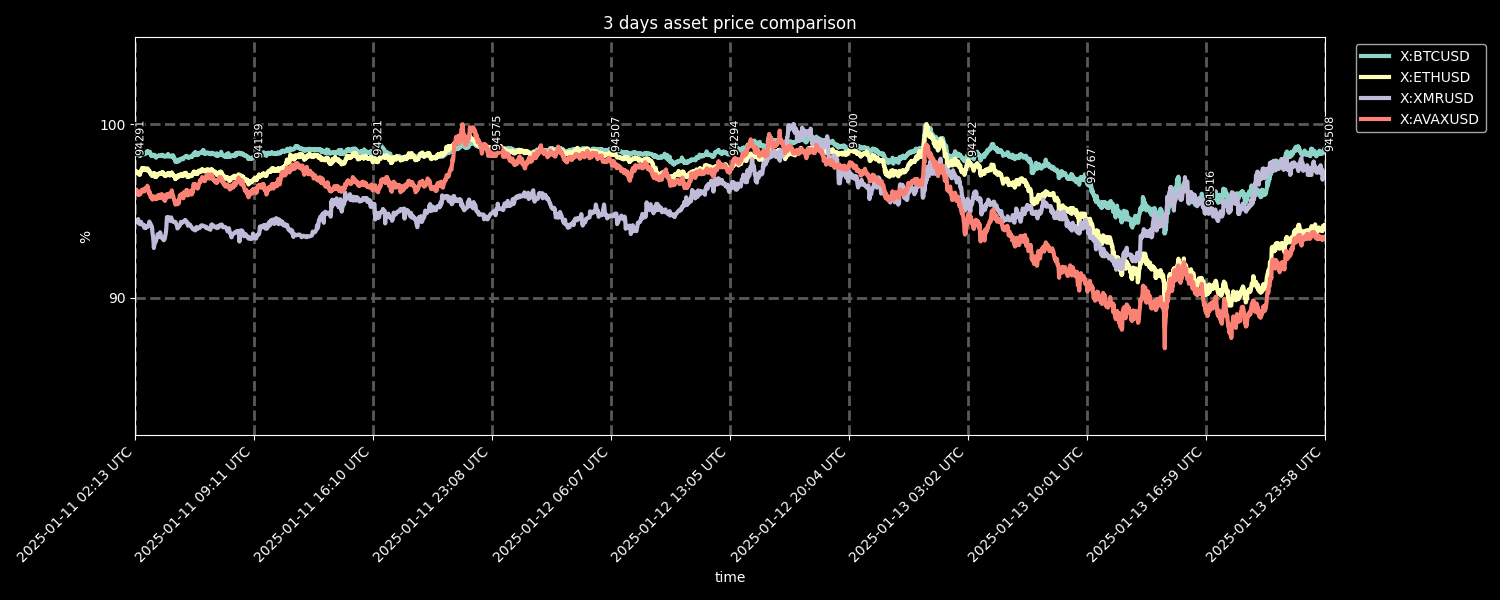 3 days asset price comparison
X:BTCUSD
X:ETHUSD
X:XMRUSD
X:AVAXUSD
100
90
%
94291
94139
94321
94575
94507
94294
94700
94242
92767
91516
94508
2025-01-11 02:13 UTC
2025-01-11 09:11 UTC
2025-01-11 16:10 UTC
2025-01-11 23:08 UTC
2025-01-12 06:07 UTC
2025-01-12 13:05 UTC
2025-01-12 20:04 UTC
2025-01-13 03:02 UTC
2025-01-13 10:01 UTC
2025-01-13 16:59 UTC
2025-01-13 23:58 UTC
time